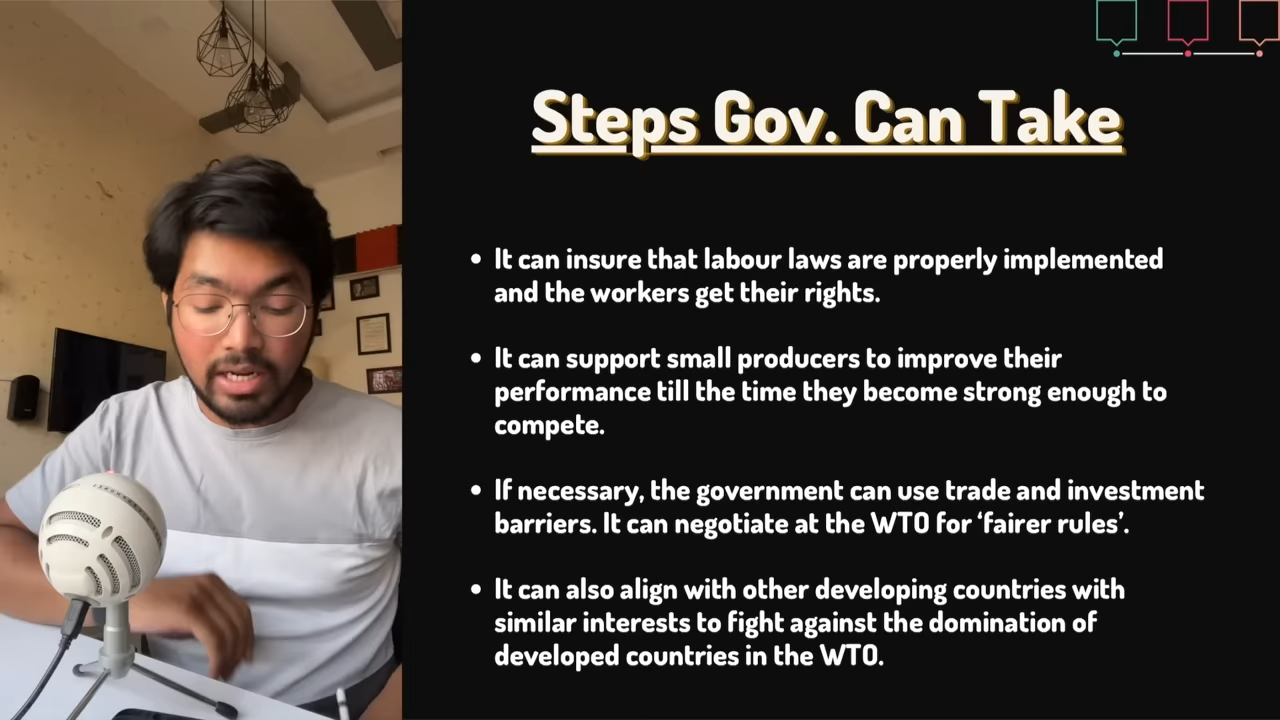 Steps Gov. Can Take
• It can insure that labour laws are properly implemented
and the workers get their rights.
• It can support small producers to improve their
performance till the time they become strong enough to
compete.
• If necessary, the government can use trade and investment
barriers. It can negotiate at the WTO for ‘fairer rules’.
• It can also align with other developing countries with
similar interests to fight against the domination of
developed countries in the WTO.